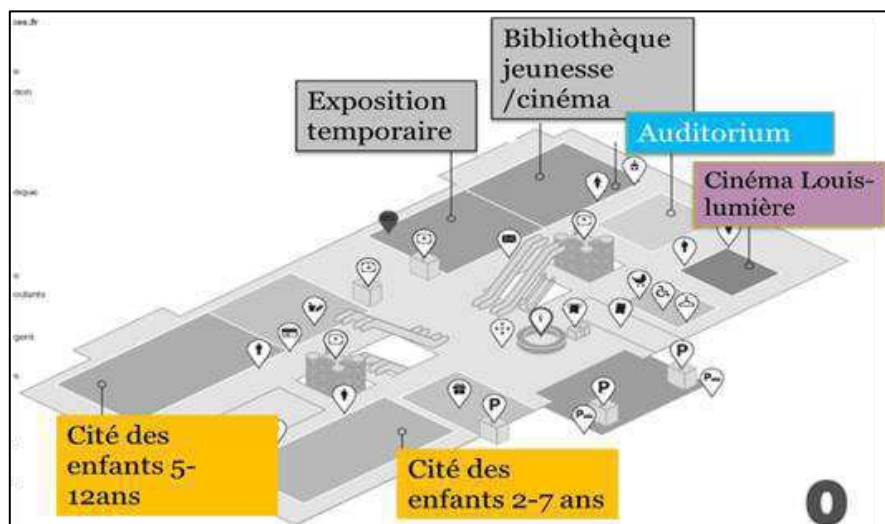 Bibliothèque
jeunesse
/cinéma
Exposition
temporaire
Auditorium
Cinéma Louis-
lumière
P
P
P
Cité des
enfants 5-
12ans
Cité des
enfants 2-7 ans
0